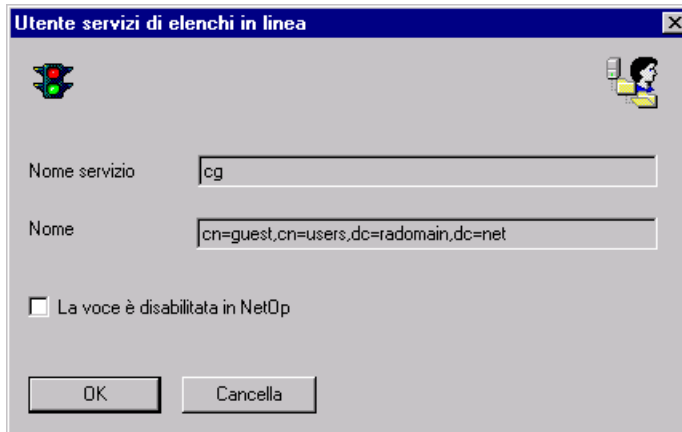 Utente servizi di elenchi in linea
Nome servizio cg
Nome cn=guest,cn=users,dc=radomain,dc=net
La voce è disabilitata in NetOp
OK Cancella